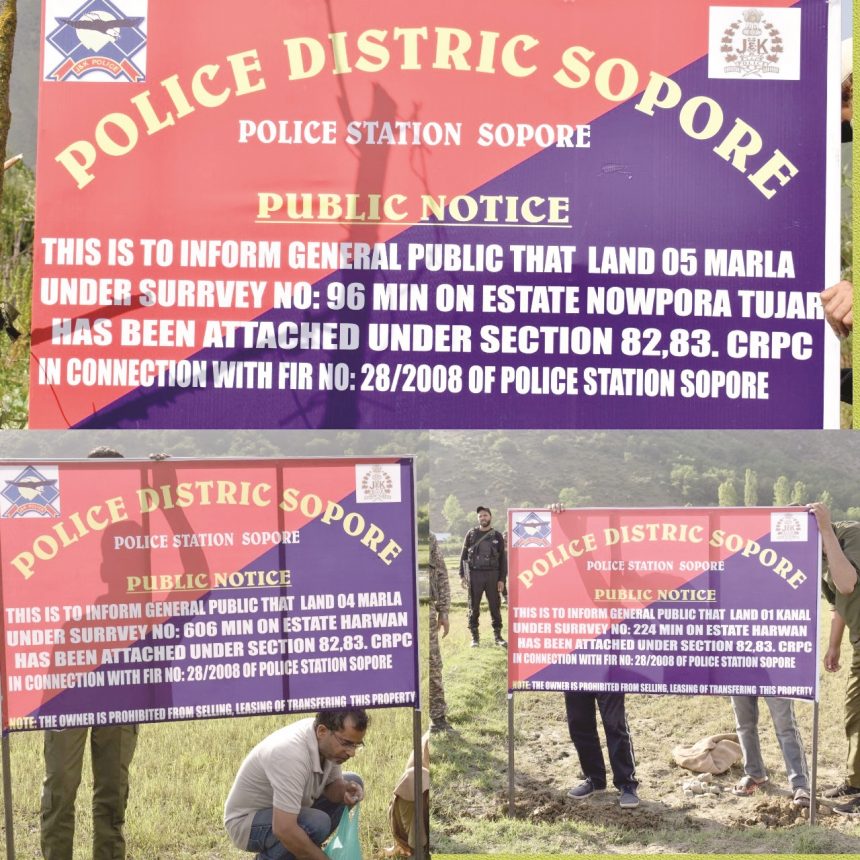 J&K POLICE
J&K
POLICE DISTRIC SOPORE
POLICE STATION SOPORE
PUBLIC NOTICE
THIS IS TO INFORM GENERAL PUBLIC THAT LAND 05 MARLA
UNDER SURRVEY NO: 96 MIN ON ESTATE NOWPORA TUJAR
HAS BEEN ATTACHED UNDER SECTION 82,83. CRPC
IN CONNECTION WITH FIR NO: 28/2008 OF POLICE STATION SOPORE
J&K
POLICE DISTRIC SOPORE
POLICE STATION SOPORE
PUBLIC NOTICE
THIS IS TO INFORM GENERAL PUBLIC THAT LAND 04 MARLA
UNDER SURRVEY NO: 606 MIN ON ESTATE HARWAN
HAS BEEN ATTACHED UNDER SECTION 82,83. CRPC
IN CONNECTION WITH FIR NO: 28/2008 OF POLICE STATION SOPORE
NOTE: THE OWNER IS PROHIBITED FROM SELLING, LEASING OF TRANSFERING THIS PROPERTY
J&K
POLICE DISTRIC SOPORE
POLICE STATION SOPORE
PUBLIC NOTICE
THIS IS TO INFORM GENERAL PUBLIC THAT LAND 01 KANAL
UNDER SURRVEY NO: 224 MIN ON ESTATE HARWAN
HAS BEEN ATTACHED UNDER SECTION 82,83. CRPC
IN CONNECTION WITH FIR NO: 28/2008 OF POLICE STATION SOPORE
NOTE: THE OWNER IS PROHIBITED FROM SELLING, LEASING OF TRANSFERING THIS PROPERTY